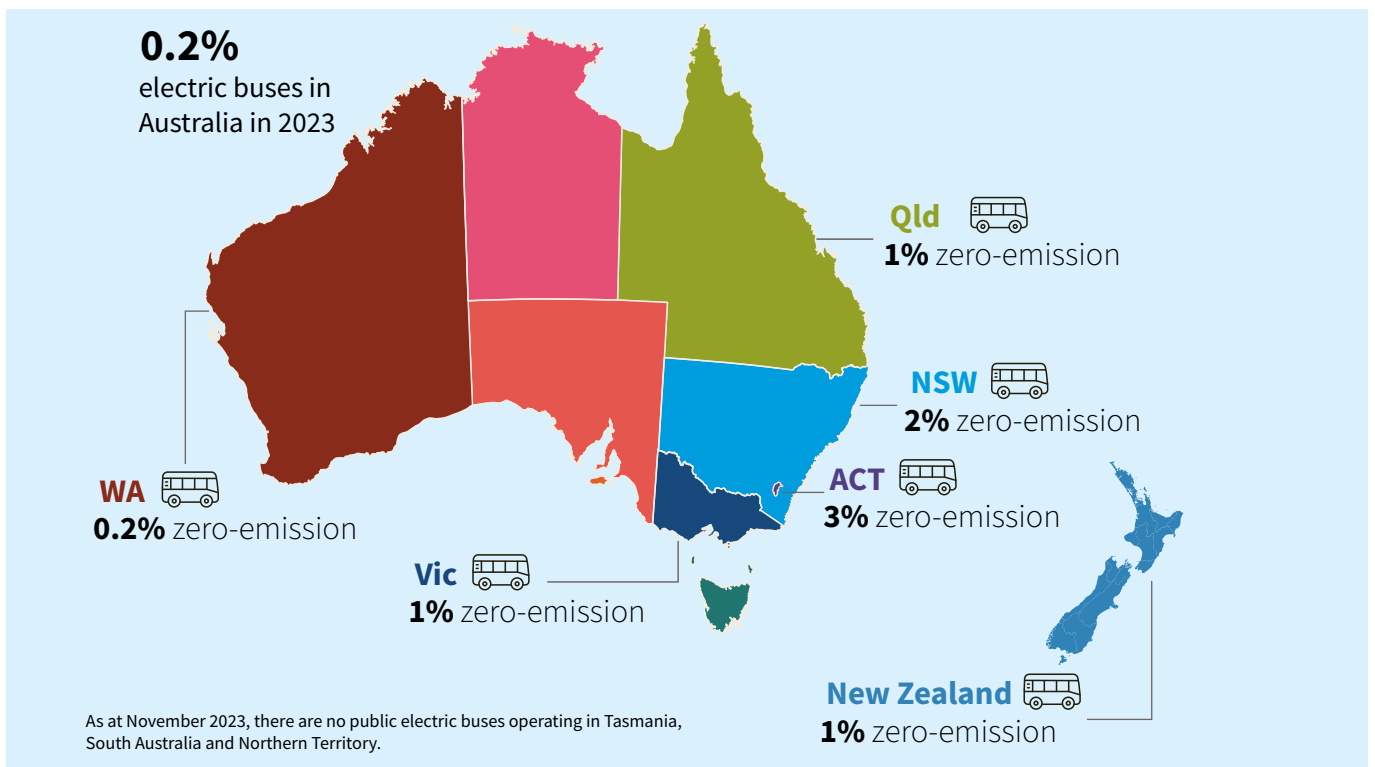 0.2%
electric buses in
Australia in 2023
Qld
1% zero-emission
NSW
2% zero-emission
ACT
3% zero-emission
WA
0.2% zero-emission
Vic
1% zero-emission
New Zealand
1% zero-emission
As at November 2023, there are no public electric buses operating in Tasmania,
South Australia and Northern Territory.